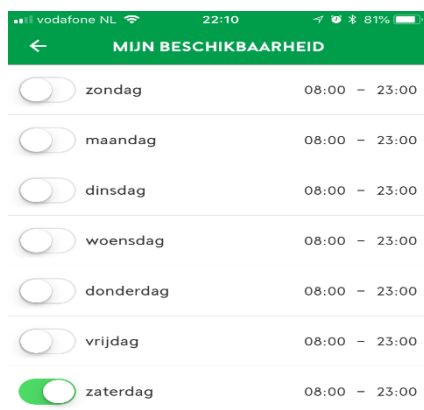 vodafone NL 22:10 81%
MIJN BESCHIKBAARHEID
zondag 08:00 – 23:00
maandag 08:00 – 23:00
dinsdag 08:00 – 23:00
woensdag 08:00 – 23:00
donderdag 08:00 – 23:00
vrijdag 08:00 – 23:00
zaterdag 08:00 – 23:00